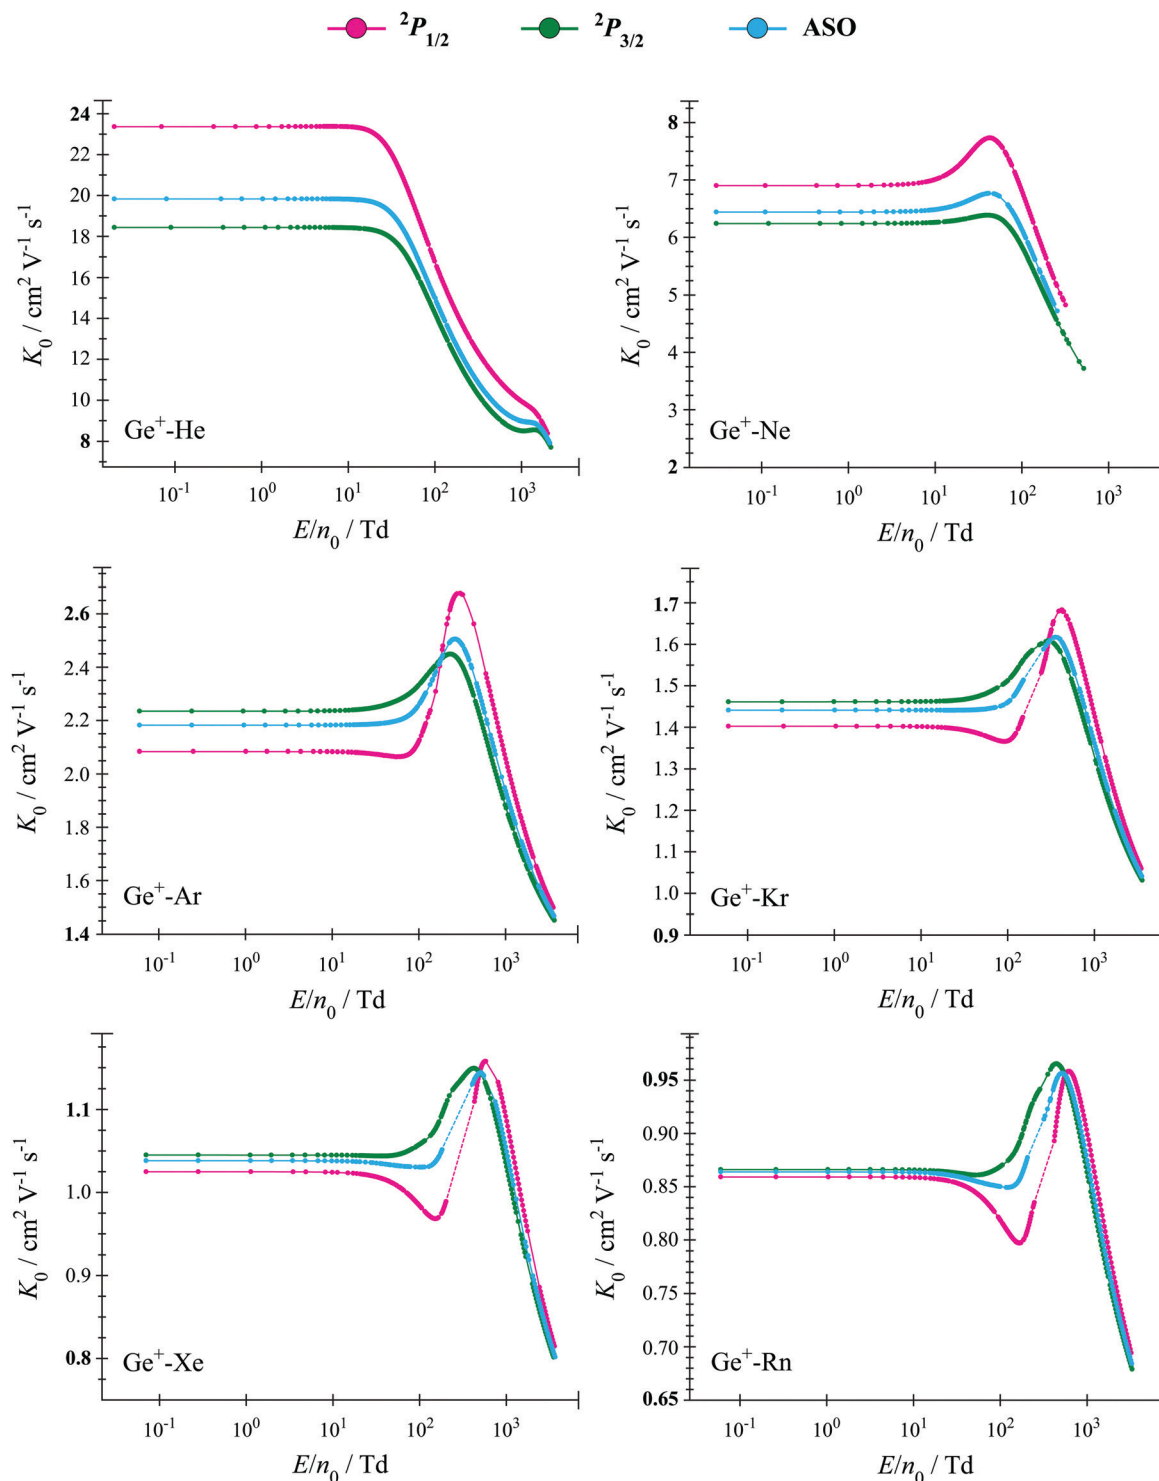 ²P₁/₂ ²P₃/₂ ASO
24
22
20
18
16
14
12
10
8
K₀ / cm² V⁻¹ s⁻¹
Ge⁺-He
10⁻¹ 10⁰ 10¹ 10² 10³
E/n₀ / Td
8
7
6
5
4
3
2
K₀ / cm² V⁻¹ s⁻¹
Ge⁺-Ne
10⁻¹ 10⁰ 10¹ 10² 10³
E/n₀ / Td
2.6
2.4
2.2
2.0
1.8
1.6
1.4
K₀ / cm² V⁻¹ s⁻¹
Ge⁺-Ar
10⁻¹ 10⁰ 10¹ 10² 10³
E/n₀ / Td
1.7
1.6
1.5
1.4
1.3
1.2
1.1
1.0
0.9
K₀ / cm² V⁻¹ s⁻¹
Ge⁺-Kr
10⁻¹ 10⁰ 10¹ 10² 10³
E/n₀ / Td
1.1
1.0
0.9
0.8
K₀ / cm² V⁻¹ s⁻¹
Ge⁺-Xe
10⁻¹ 10⁰ 10¹ 10² 10³
E/n₀ / Td
0.95
0.90
0.85
0.80
0.75
0.70
0.65
K₀ / cm² V⁻¹ s⁻¹
Ge⁺-Rn
10⁻¹ 10⁰ 10¹ 10² 10³
E/n₀ / Td